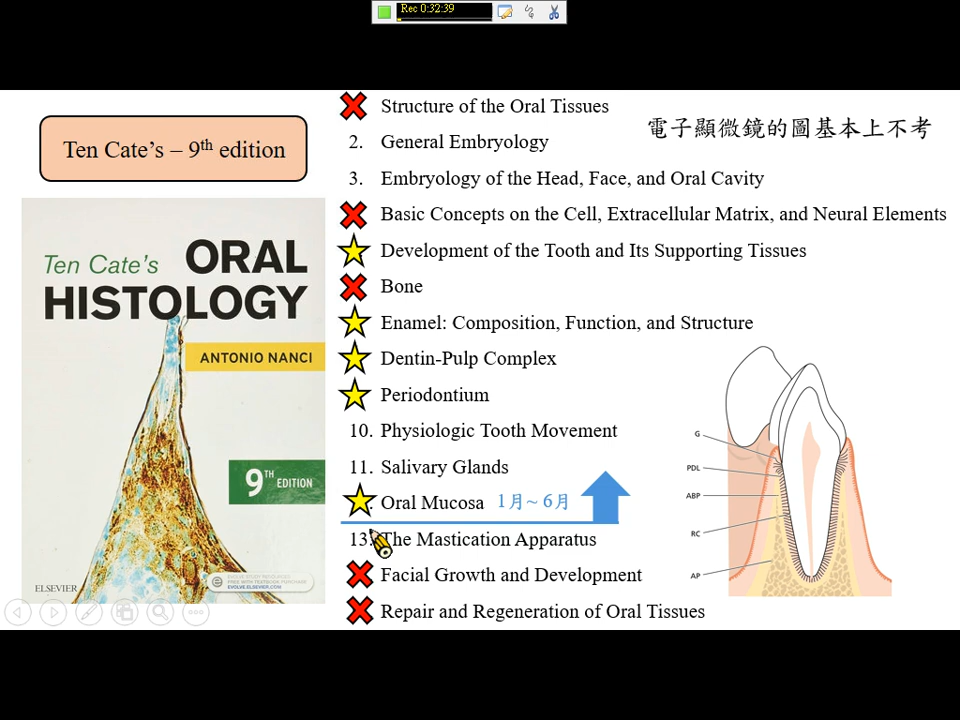 Rec 0:32:39
Ten Cate's – 9th edition
電子顯微鏡的圖基本上不考
Ten Cate's ORAL
HISTOLOGY
ANTONIO NANCI
9TH EDITION
ELSEVIER
Structure of the Oral Tissues
2. General Embryology
3. Embryology of the Head, Face, and Oral Cavity
Basic Concepts on the Cell, Extracellular Matrix, and Neural Elements
Development of the Tooth and Its Supporting Tissues
Bone
Enamel: Composition, Function, and Structure
Dentin-Pulp Complex
Periodontium
10. Physiologic Tooth Movement
11. Salivary Glands
Oral Mucosa 1月~ 6月
13. The Mastication Apparatus
Facial Growth and Development
Repair and Regeneration of Oral Tissues
G
PDL
ABP
RC
AP